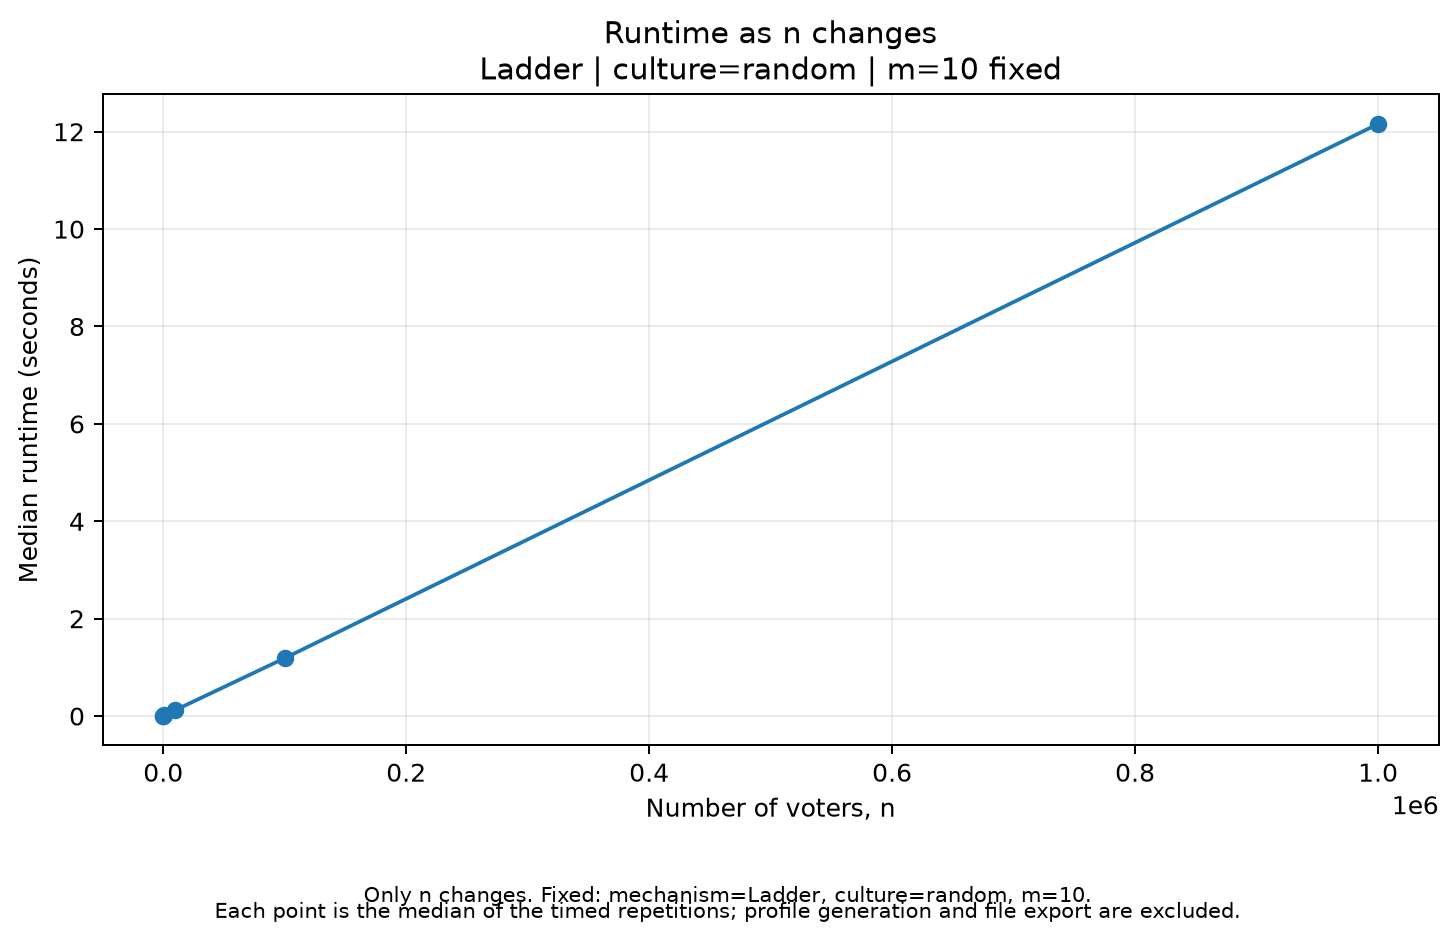 Runtime as n changes
Ladder | culture=random | m=10 fixed
12
10
8
6
4
2
0
Median runtime (seconds)
0.0 0.2 0.4 0.6 0.8 1.0
1e6
Number of voters, n
Only n changes. Fixed: mechanism=Ladder, culture=random, m=10.
Each point is the median of the timed repetitions; profile generation and file export are excluded.